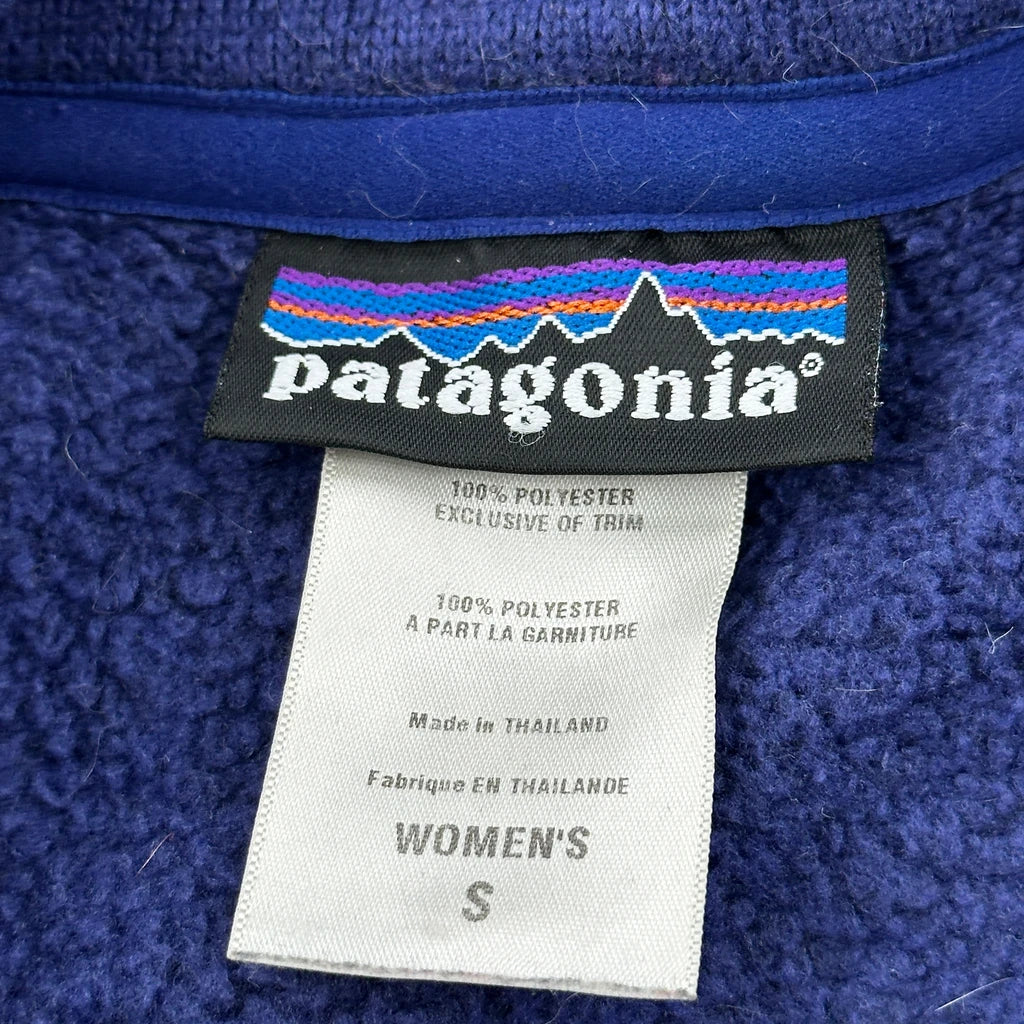 patagonia®
100% POLYESTER
EXCLUSIVE OF TRIM
100% POLYESTER
A PART LA GARNITURE
Made in THAILAND
Fabrique EN THAILANDE
WOMEN'S
S